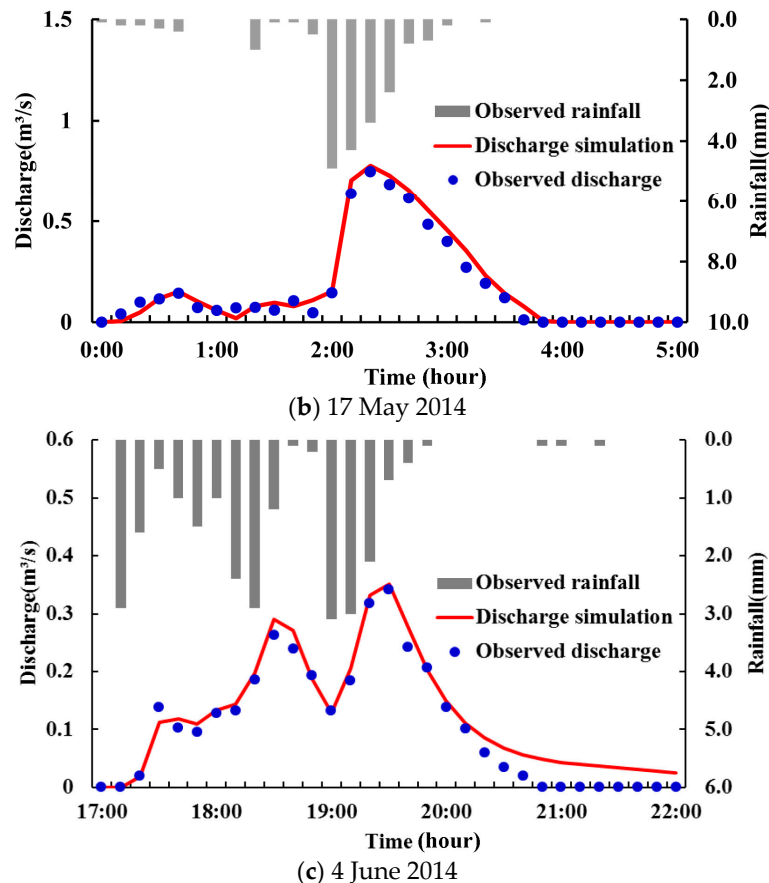 1.5
1
0.5
0
Discharge(m³/s)
0.0
2.0
4.0
6.0
8.0
10.0
Rainfall(mm)
Observed rainfall
Discharge simulation
Observed discharge
0:00 1:00 2:00 3:00 4:00 5:00
Time (hour)
(b) 17 May 2014
0.6
0.5
0.4
0.3
0.2
0.1
0
Discharge(m³/s)
0.0
1.0
2.0
3.0
4.0
5.0
6.0
Rainfall(mm)
Observed rainfall
Discharge simulation
Observed discharge
17:00 18:00 19:00 20:00 21:00 22:00
Time (hour)
(c) 4 June 2014